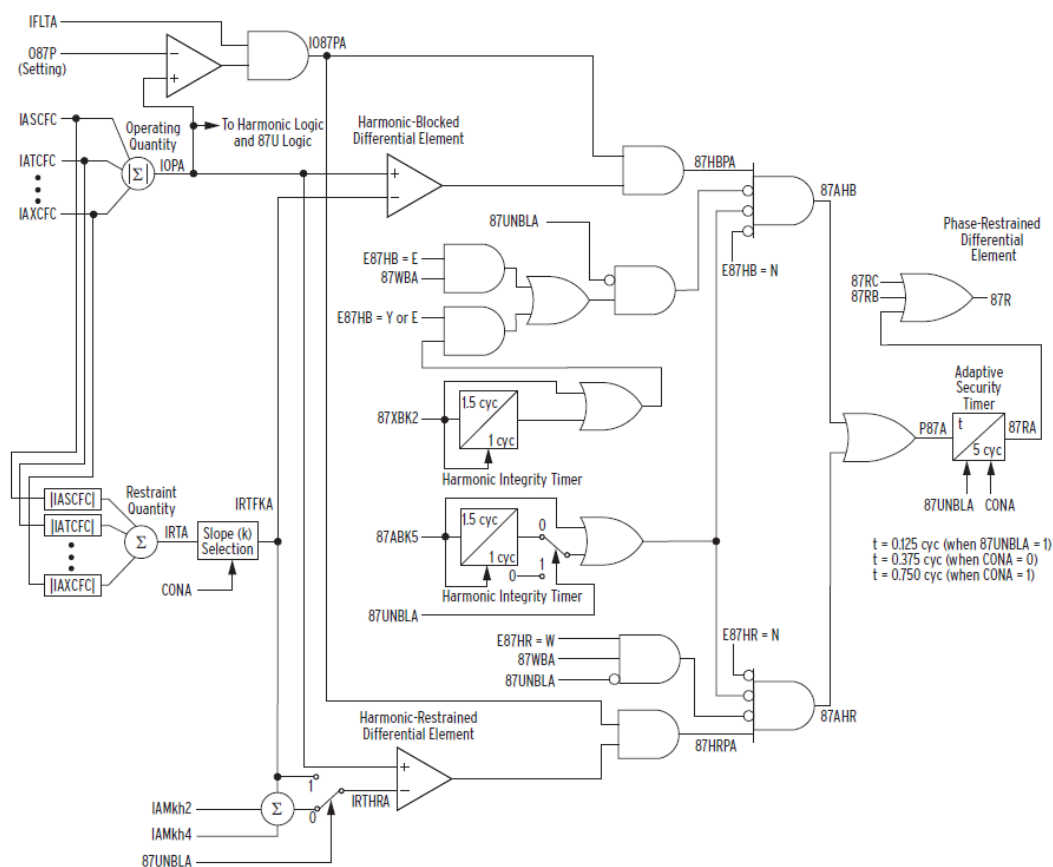 IFLTA
O87P
(Setting)
IO87PA
IASCFC
IATCFC
IAXCFC
Operating
Quantity
|Σ|
IOPA
To Harmonic Logic
and 87U Logic
Harmonic-Blocked
Differential Element
87HBPA
87AHB
E87HB = N
87UNBLA
E87HB = E
87WBA
E87HB = Y or E
87XBK2
1.5 cyc
1 cyc
Harmonic Integrity Timer
87ABK5
1.5 cyc
1 cyc
0
1
0
Harmonic Integrity Timer
87UNBLA
Phase-Restrained
Differential
Element
87RC
87RB
87R
Adaptive
Security
Timer
P87A
t
5 cyc
87RA
87UNBLA
CONA
t = 0.125 cyc (when 87UNBLA = 1)
t = 0.375 cyc (when CONA = 0)
t = 0.750 cyc (when CONA = 1)
|IASCFC|
|IATCFC|
|IAXCFC|
Restraint
Quantity
Σ
IRTA
Slope (k)
Selection
IRTFKA
CONA
E87HR = N
E87HR = W
87WBA
87UNBLA
87AHR
87HRPA
Harmonic-Restrained
Differential Element
+
−
IAMkh2
IAMkh4
Σ
1
0
IRTHRA
87UNBLA